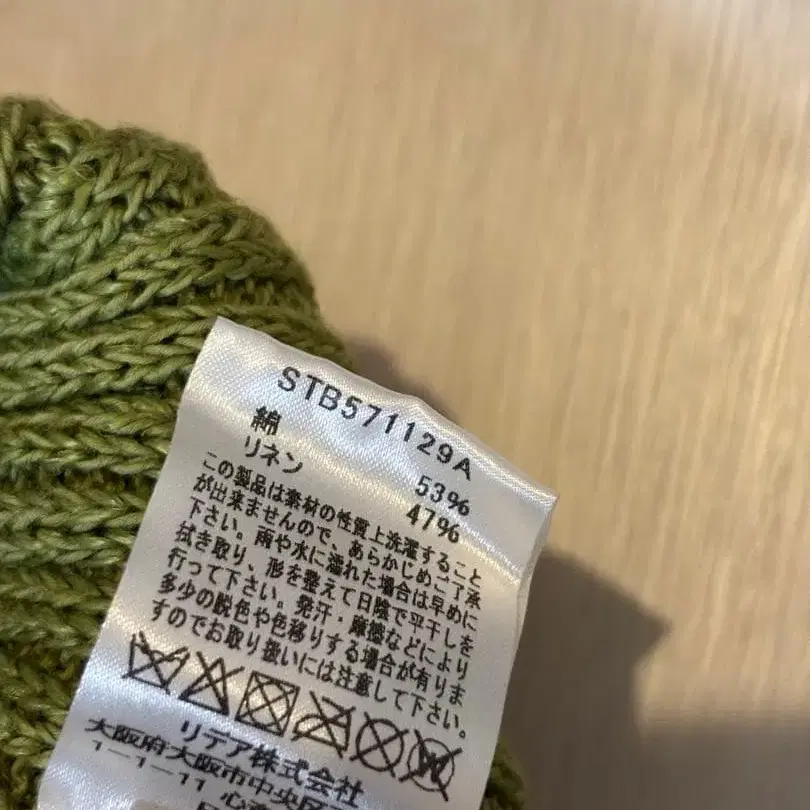 STB571129A
綿 53%
リネン 47%
この製品は素材の性質上洗濯すること
が出来ませんので、あらかじめご了承
下さい。雨や水に濡れた場合は早めに
拭き取り、形を整えて日陰で平干しを
行って下さい。発汗・摩擦などにより
多少の脱色や色移りする場合が有りま
すのでお取り扱いには注意して下さい。
リデア株式会社
大阪府大阪市中央区
1-1-11